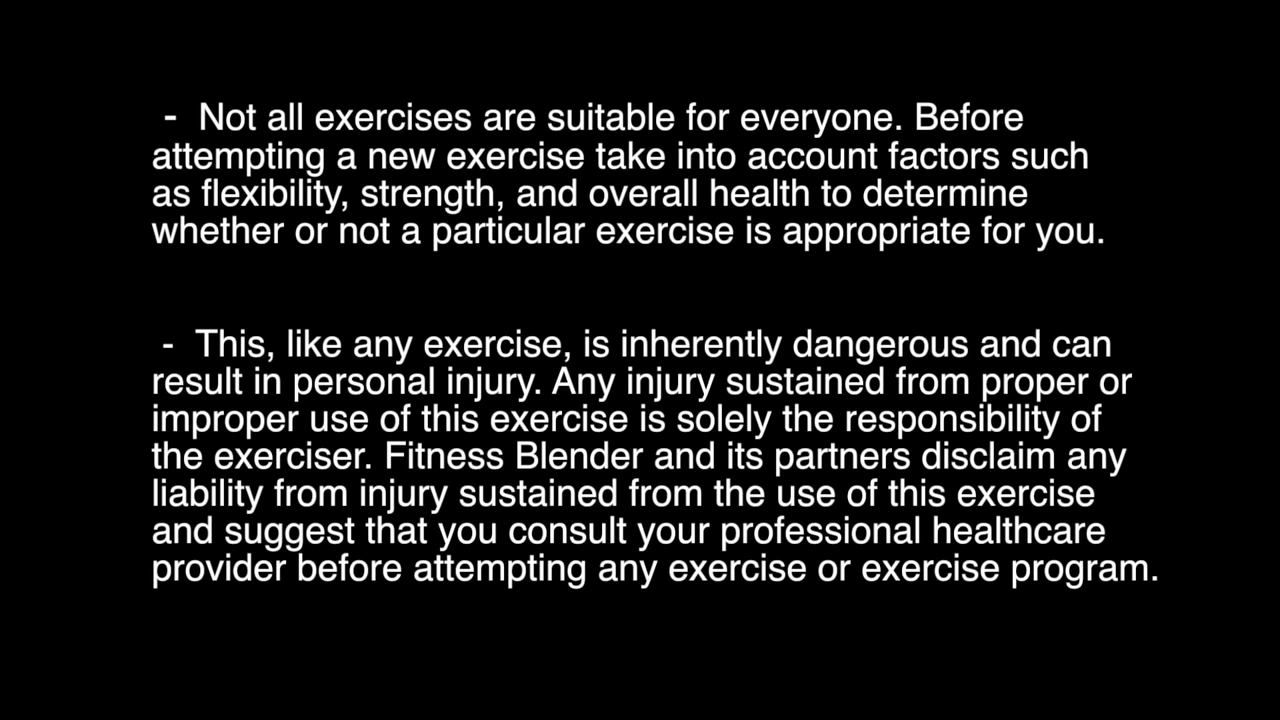 - Not all exercises are suitable for everyone. Before
attempting a new exercise take into account factors such
as flexibility, strength, and overall health to determine
whether or not a particular exercise is appropriate for you.
- This, like any exercise, is inherently dangerous and can
result in personal injury. Any injury sustained from proper or
improper use of this exercise is solely the responsibility of
the exerciser. Fitness Blender and its partners disclaim any
liability from injury sustained from the use of this exercise
and suggest that you consult your professional healthcare
provider before attempting any exercise or exercise program.